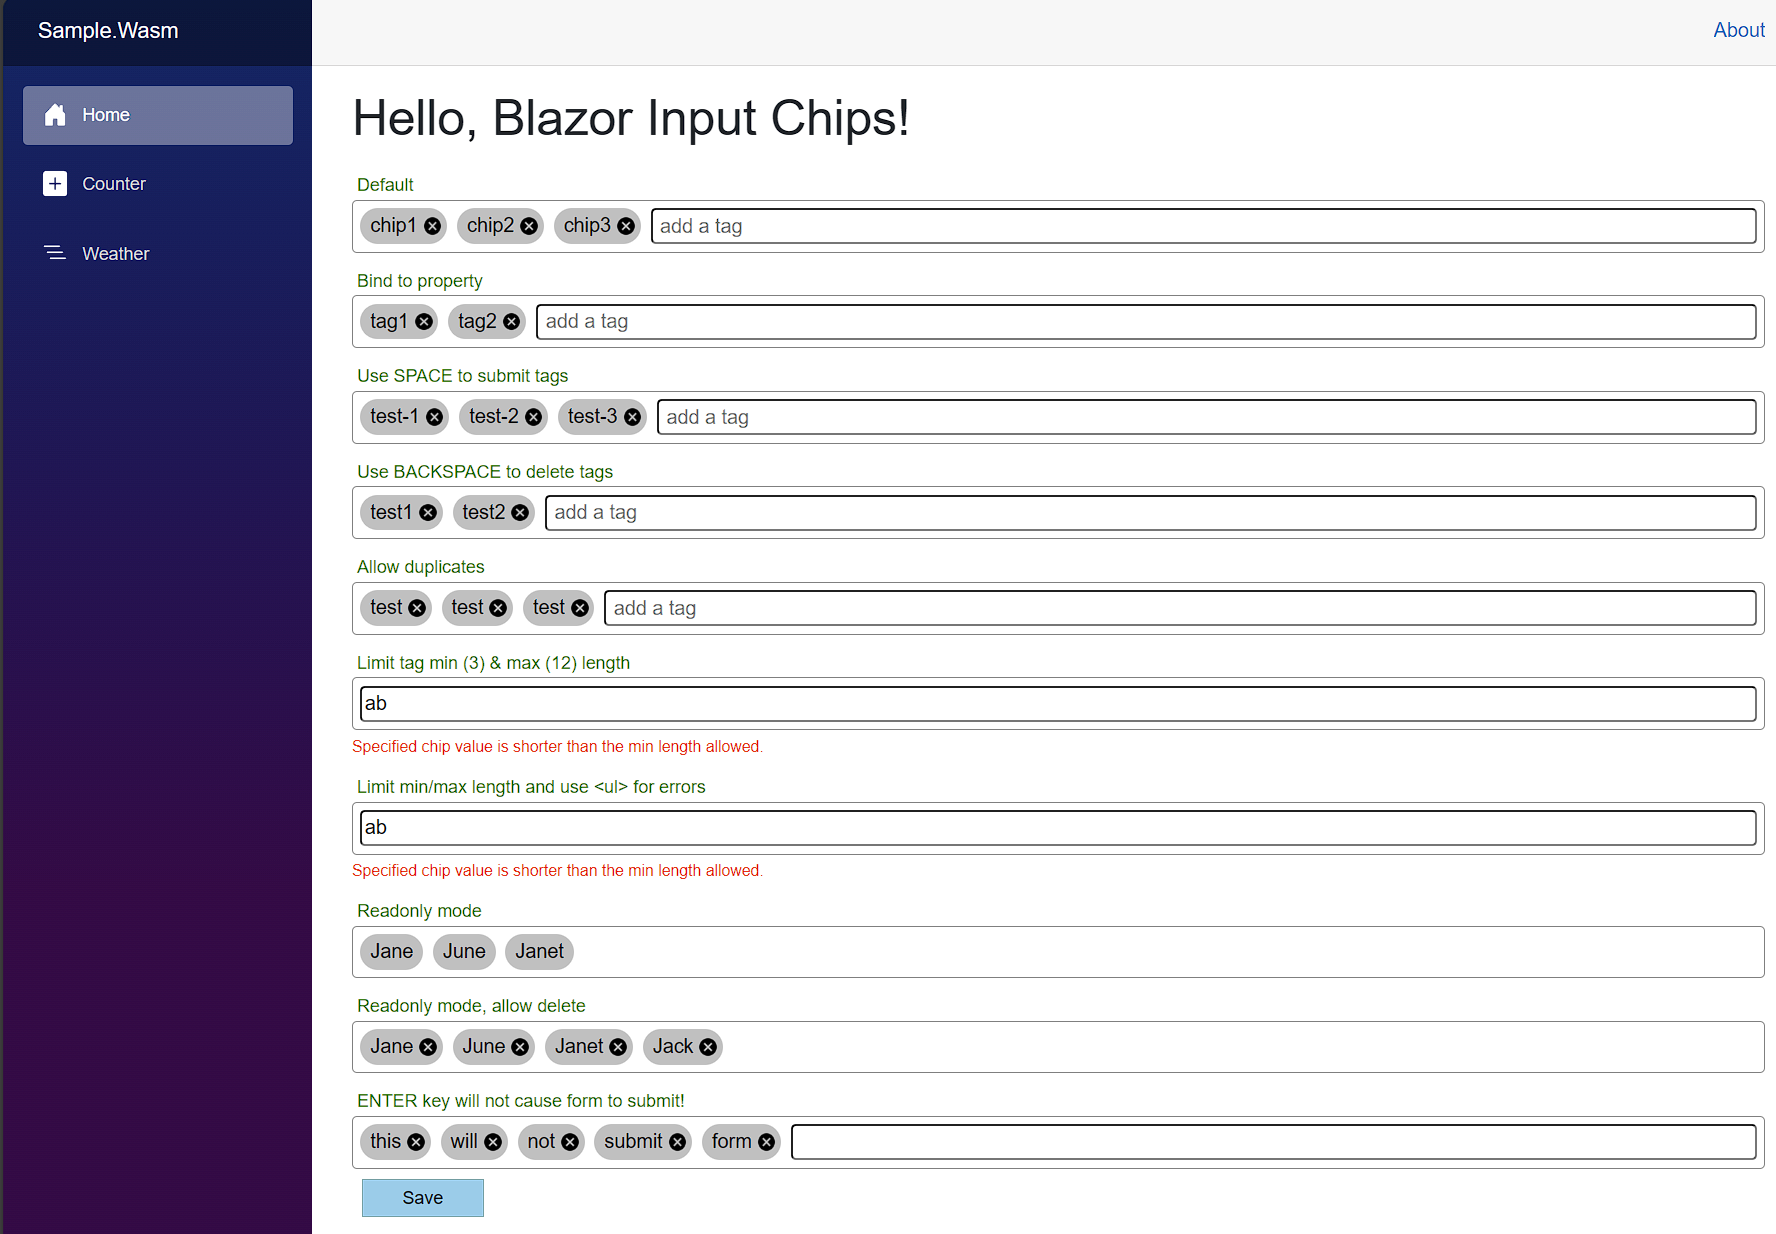 Sample.Wasm
About
Home
Counter
Weather
Hello, Blazor Input Chips!
Default
chip1 chip2 chip3 add a tag
Bind to property
tag1 tag2 add a tag
Use SPACE to submit tags
test-1 test-2 test-3 add a tag
Use BACKSPACE to delete tags
test1 test2 add a tag
Allow duplicates
test test test add a tag
Limit tag min (3) & max (12) length
ab
Specified chip value is shorter than the min length allowed.
Limit min/max length and use <ul> for errors
ab
Specified chip value is shorter than the min length allowed.
Readonly mode
Jane June Janet
Readonly mode, allow delete
Jane June Janet Jack
ENTER key will not cause form to submit!
this will not submit form
Save